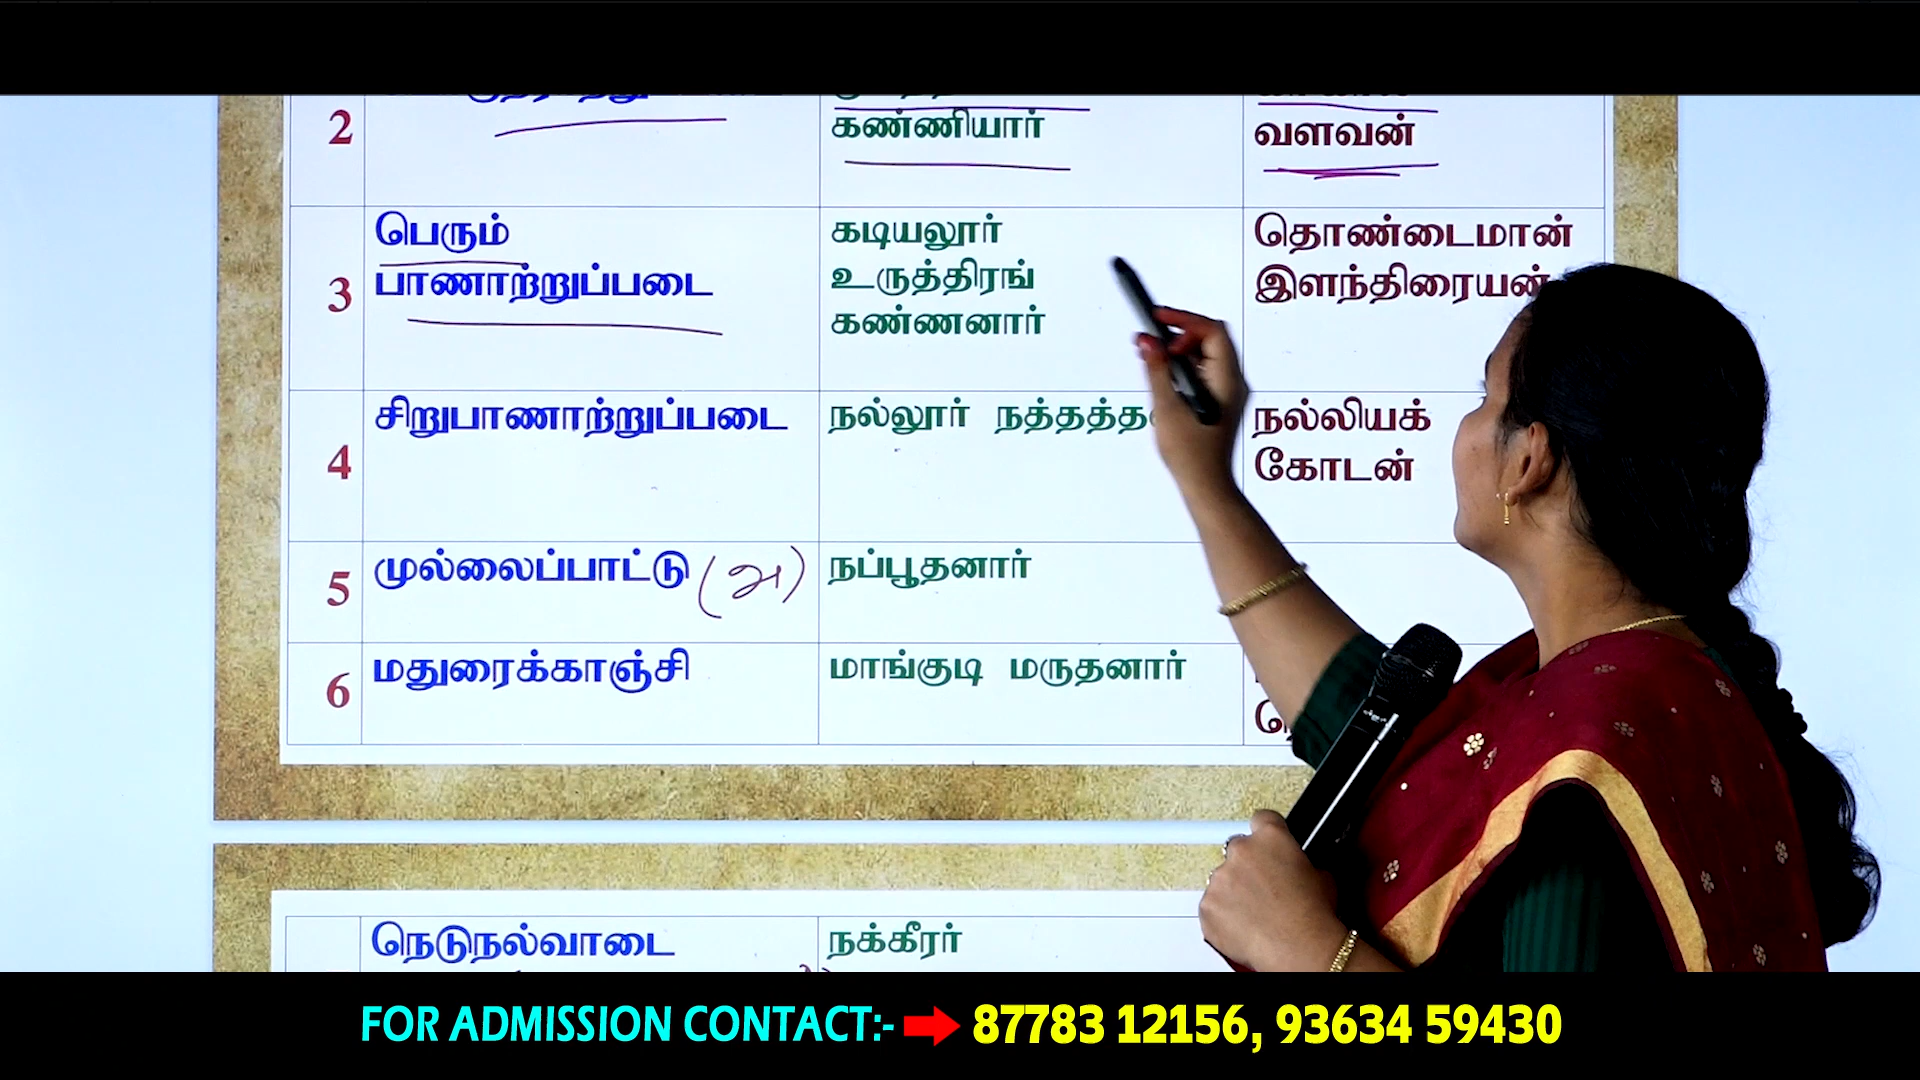 2
கண்ணியார்
வளவன்
3
பெரும்
பாணாற்றுப்படை
கடியலூர்
உருத்திரங்
கண்ணனார்
தொண்டைமான்
இளந்திரையன்
4
சிறுபாணாற்றுப்படை
நல்லூர்
நல்லியக்
கோடன்
5
முல்லைப்பாட்டு (அ)
நப்பூதனார்
6
மதுரைக்காஞ்சி
மாங்குடி மருதனார்
நெடுநல்வாடை
நக்கீரர்
FOR ADMISSION CONTACT:- 87783 12156, 93634 59430